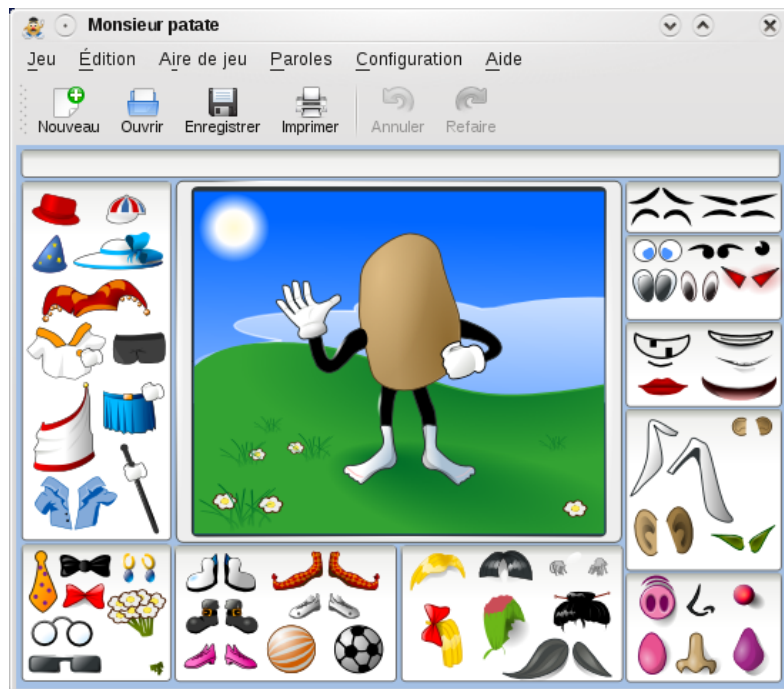 Monsieur patate
Jeu Édition Aire de jeu Paroles Configuration Aide
Nouveau Ouvrir Enregistrer Imprimer Annuler Refaire